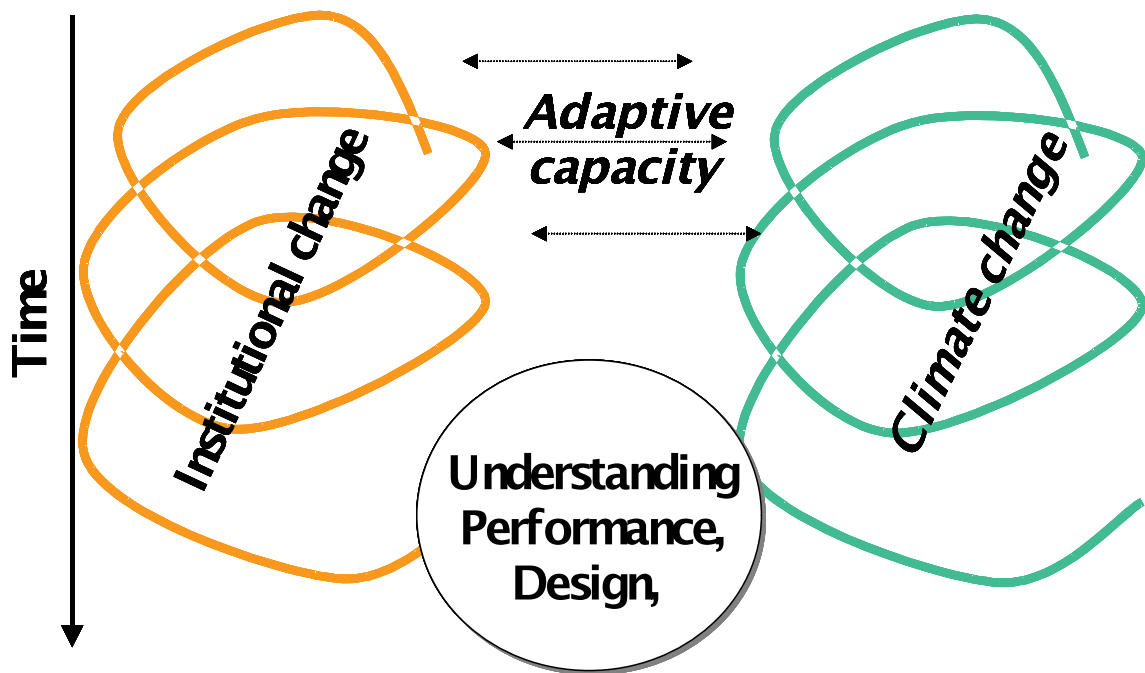 Time
Institutional change
Adaptive
capacity
Climate change
Understanding
Performance,
Design,